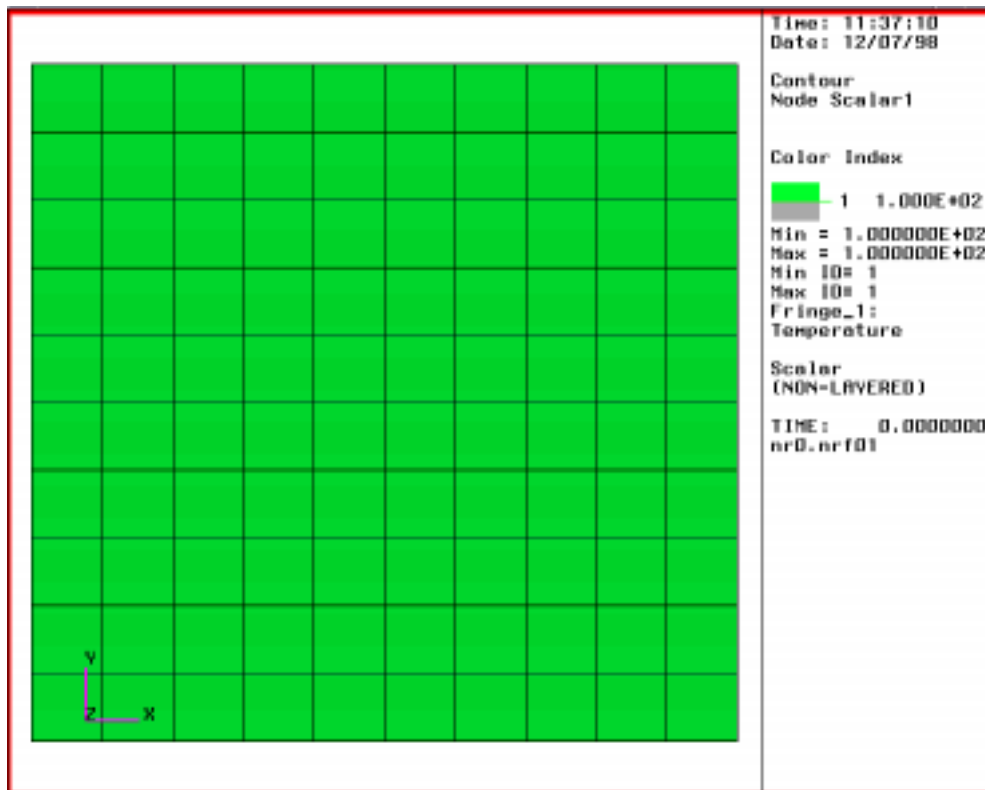 Time: 11:37:10
Date: 12/07/98
Contour
Node Scalar1
Color Index
1 1.000E+02
Min = 1.000000E+02
Max = 1.000000E+02
Min ID= 1
Max ID= 1
Fringe_1:
Temperature
Scalar
(NON-LAYERED)
TIME: 0.0000000
nr0.nrf01
Y
Z X